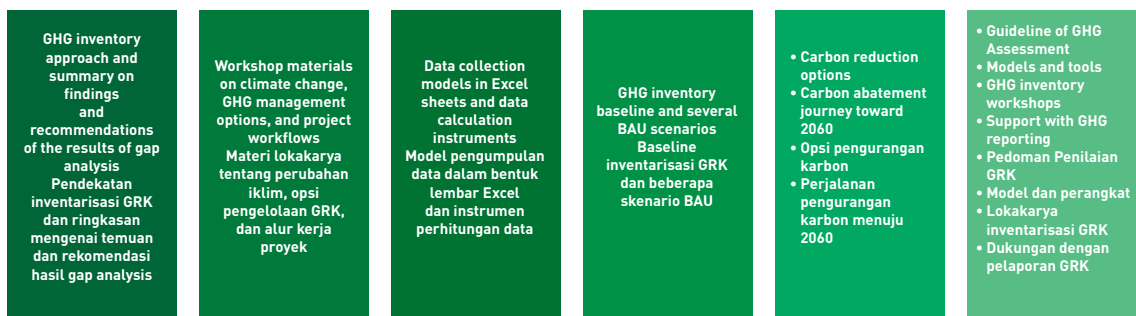 GHG inventory
approach and
summary on
findings
and
recommendations
of the results of gap
analysis
Pendekatan
inventarisasi GRK
dan ringkasan
mengenai temuan
dan rekomendasi
hasil gap analysis
Workshop materials
on climate change,
GHG management
options, and project
workflows
Materi lokakarya
tentang perubahan
iklim, opsi
pengelolaan GRK,
dan alur kerja
proyek
Data collection
models in Excel
sheets and data
calculation
instruments
Model pengumpulan
data dalam bentuk
lembar Excel
dan instrumen
perhitungan data
GHG inventory
baseline and several
BAU scenarios
Baseline
inventarisasi GRK
dan beberapa
skenario BAU
• Carbon reduction
options
• Carbon abatement
journey toward
2060
• Opsi pengurangan
karbon
• Perjalanan
pengurangan
karbon menuju
2060
• Guideline of GHG
Assessment
• Models and tools
• GHG inventory
workshops
• Support with GHG
reporting
• Pedoman Penilaian
GRK
• Model dan perangkat
• Lokakarya
inventarisasi GRK
• Dukungan dengan
pelaporan GRK